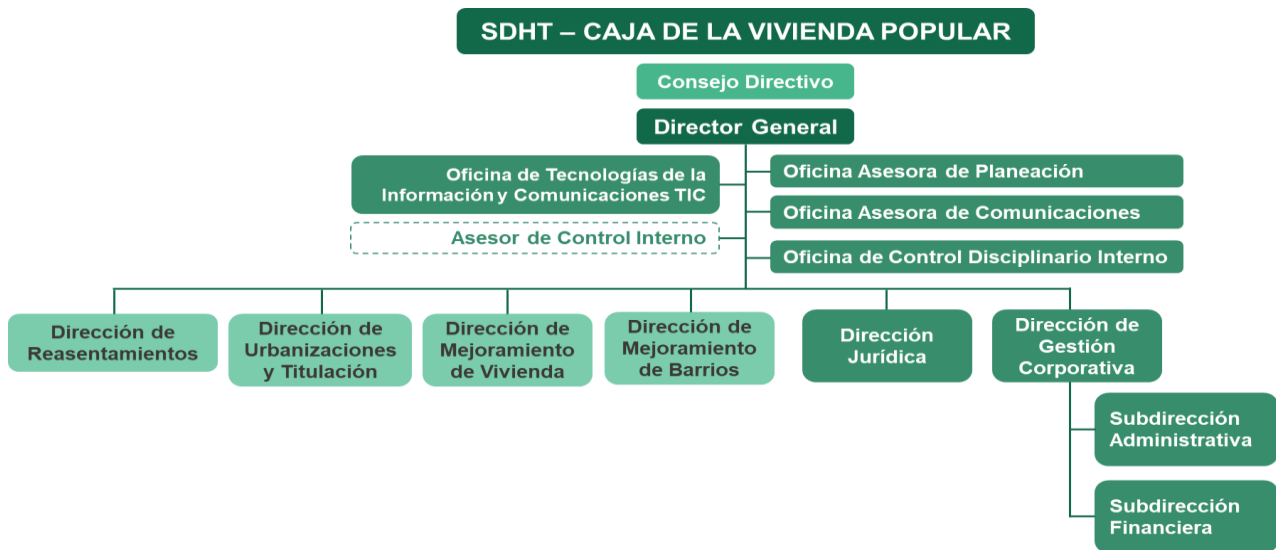 SDHT – CAJA DE LA VIVIENDA POPULAR
Consejo Directivo
Director General
Oficina de Tecnologías de la
Información y Comunicaciones TIC
Asesor de Control Interno
Oficina Asesora de Planeación
Oficina Asesora de Comunicaciones
Oficina de Control Disciplinario Interno
Dirección de
Reasentamientos
Dirección de
Urbanizaciones
y Titulación
Dirección de
Mejoramiento
de Vivienda
Dirección de
Mejoramiento
de Barrios
Dirección
Jurídica
Dirección de
Gestión
Corporativa
Subdirección
Administrativa
Subdirección
Financiera